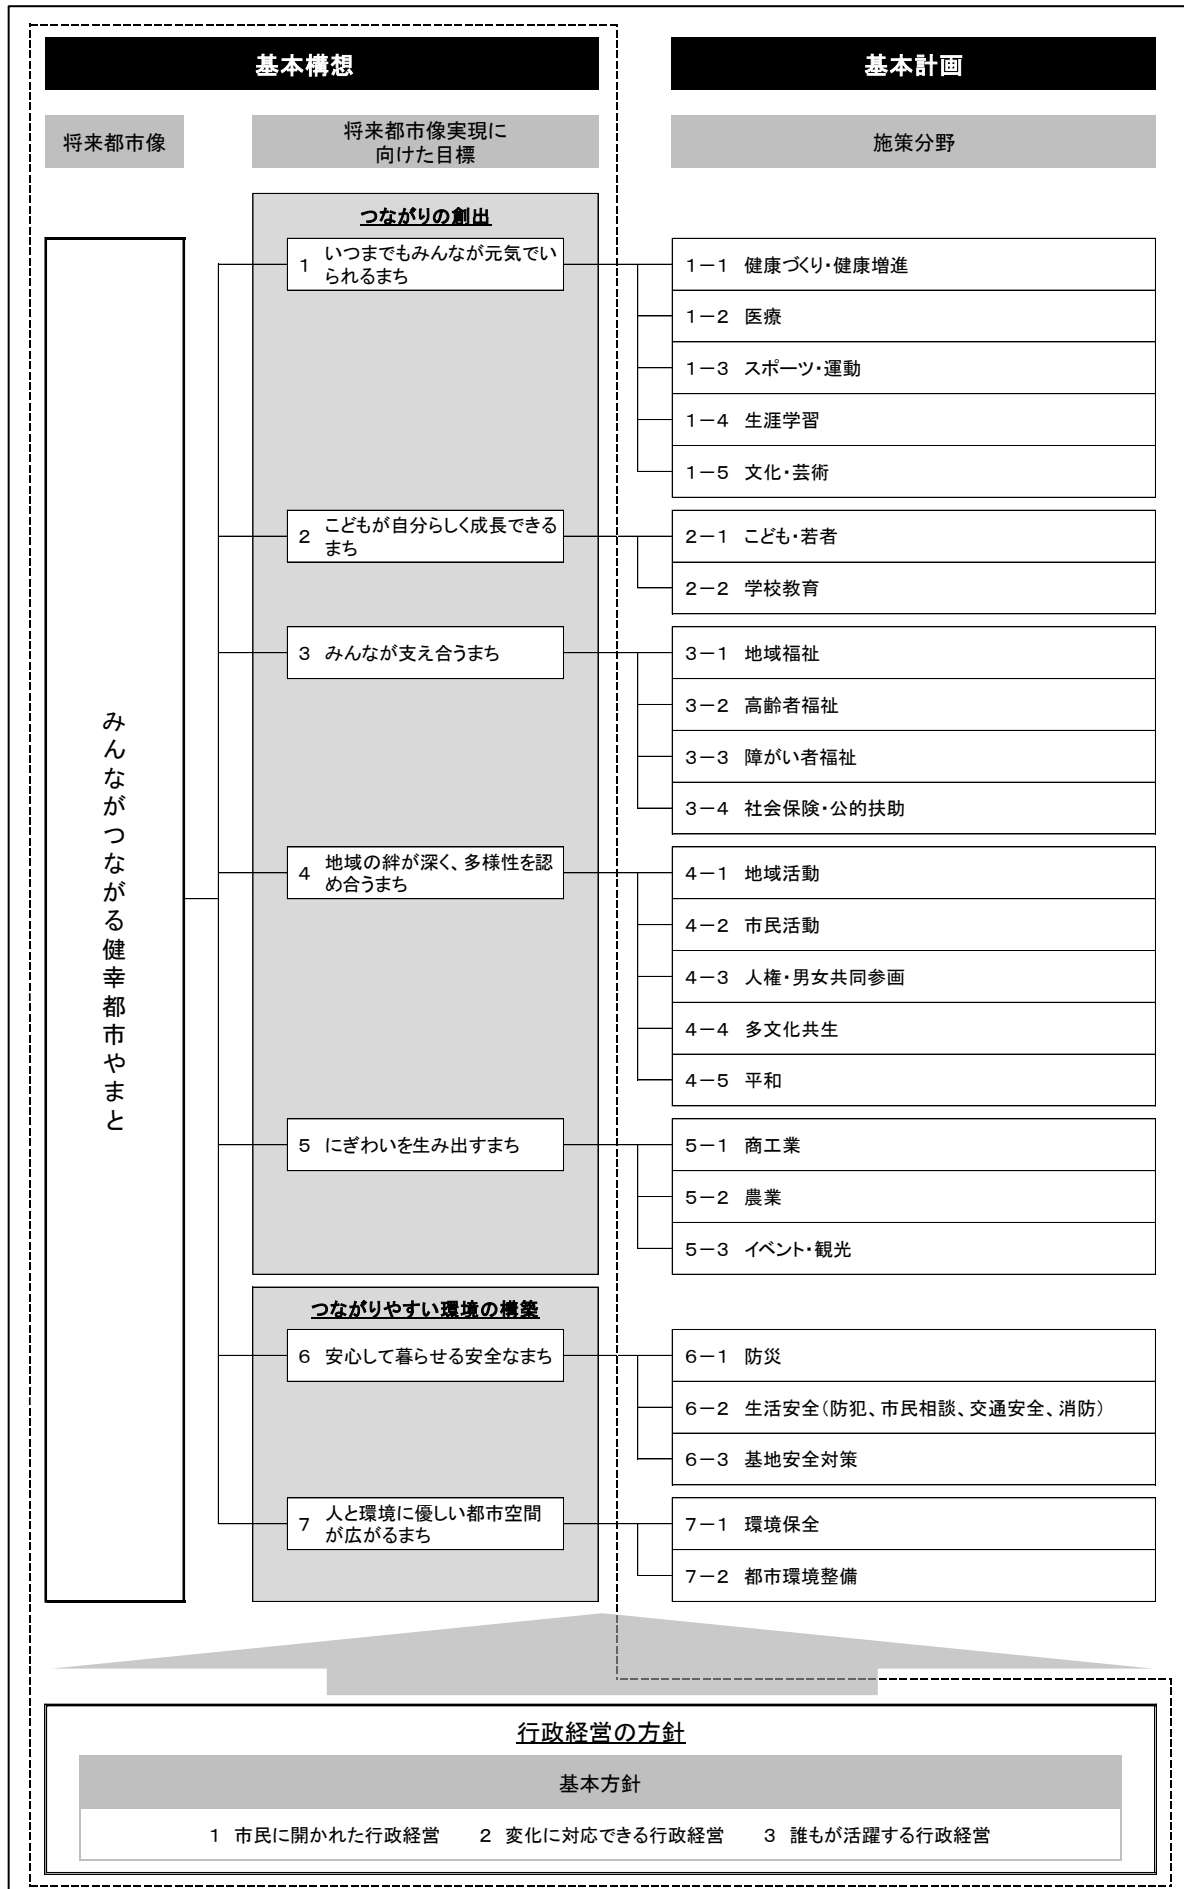 基本構想
基本計画
将来都市像
将来都市像実現に
向けた目標
施策分野
みんながつながる健幸都市やまと
つながりの創出
1 いつまでもみんなが元気でい
られるまち
1－1 健康づくり・健康増進
1－2 医療
1－3 スポーツ・運動
1－4 生涯学習
1－5 文化・芸術
2 こどもが自分らしく成長できる
まち
2－1 こども・若者
2－2 学校教育
3 みんなが支え合うまち
3－1 地域福祉
3－2 高齢者福祉
3－3 障がい者福祉
3－4 社会保険・公的扶助
4 地域の絆が深く、多様性を認
め合うまち
4－1 地域活動
4－2 市民活動
4－3 人権・男女共同参画
4－4 多文化共生
4－5 平和
5 にぎわいを生み出すまち
5－1 商工業
5－2 農業
5－3 イベント・観光
つながりやすい環境の構築
6 安心して暮らせる安全なまち
6－1 防災
6－2 生活安全（防犯、市民相談、交通安全、消防）
6－3 基地安全対策
7 人と環境に優しい都市空間
が広がるまち
7－1 環境保全
7－2 都市環境整備
行政経営の方針
基本方針
1 市民に開かれた行政経営 2 変化に対応できる行政経営 3 誰もが活躍する行政経営